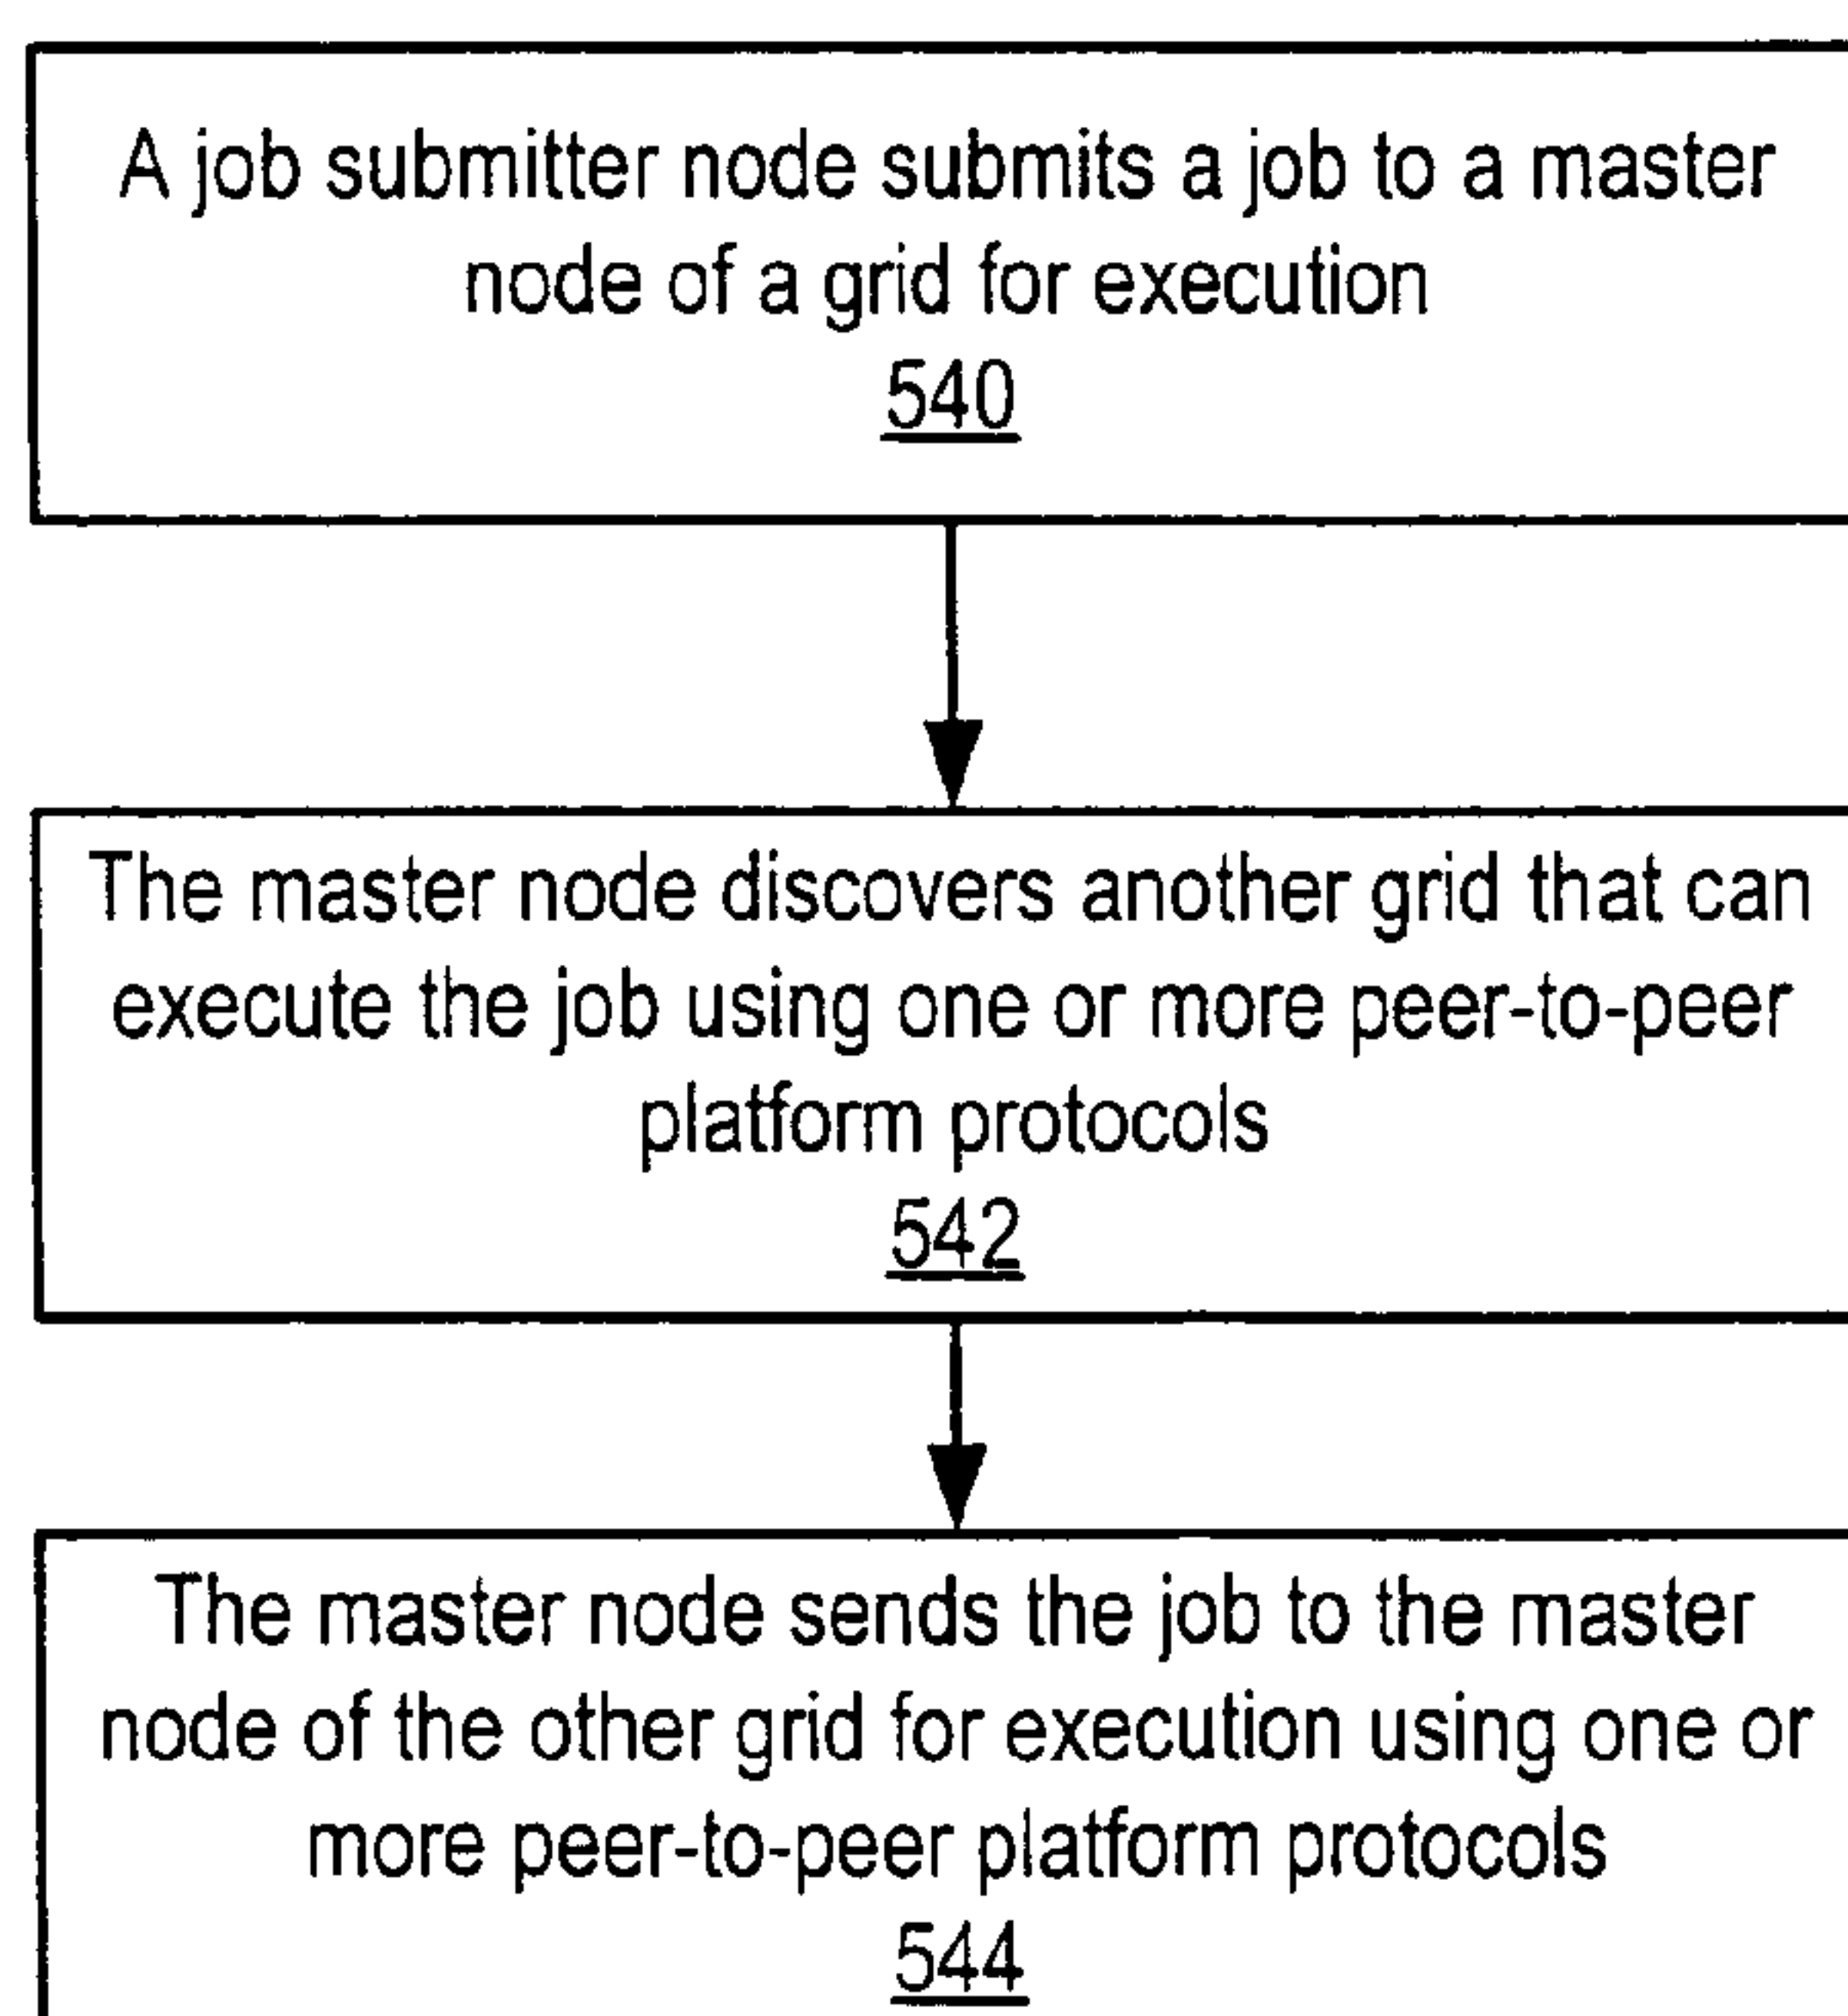 A job submitter node submits a job to a master
node of a grid for execution
540
The master node discovers another grid that can
execute the job using one or more peer-to-peer
platform protocols
542
The master node sends the job to the master
node of the other grid for execution using one or
more peer-to-peer platform protocols
544